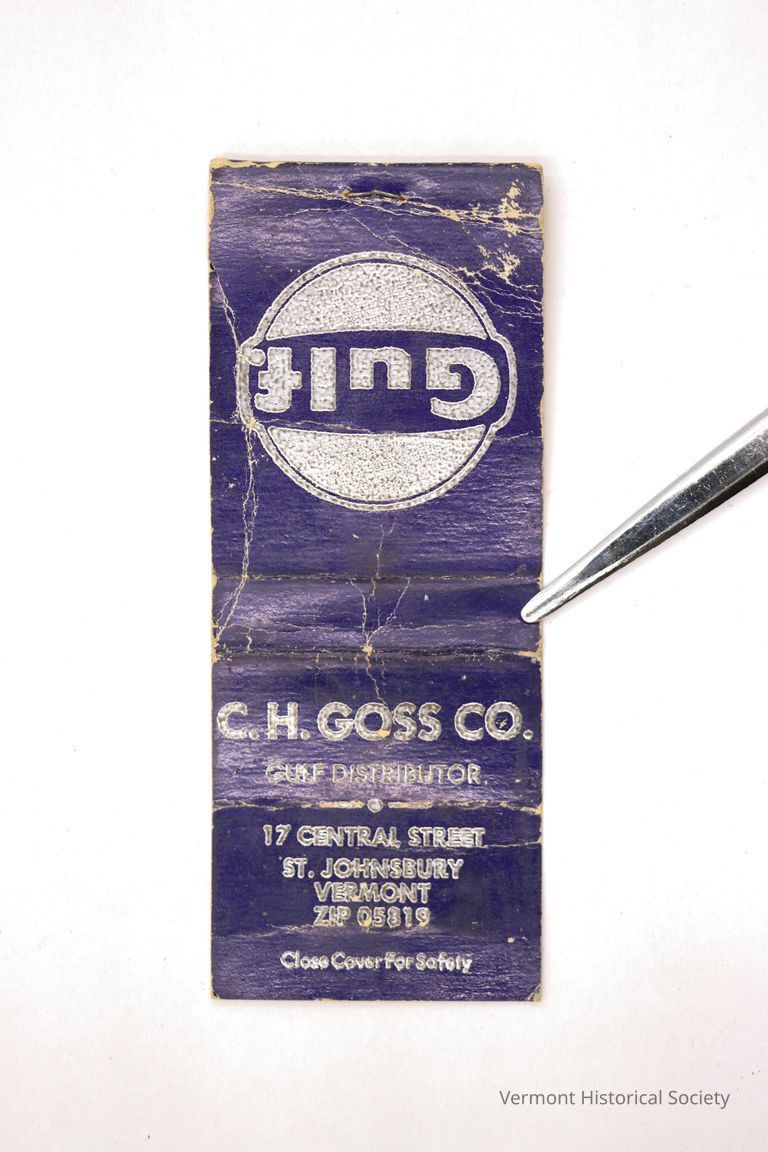 Gulf
C. H. GOSS CO.
GULF DISTRIBUTOR
17 CENTRAL STREET
ST. JOHNSBURY
VERMONT
ZIP 05819
Close Cover For Safety
Vermont Historical Society